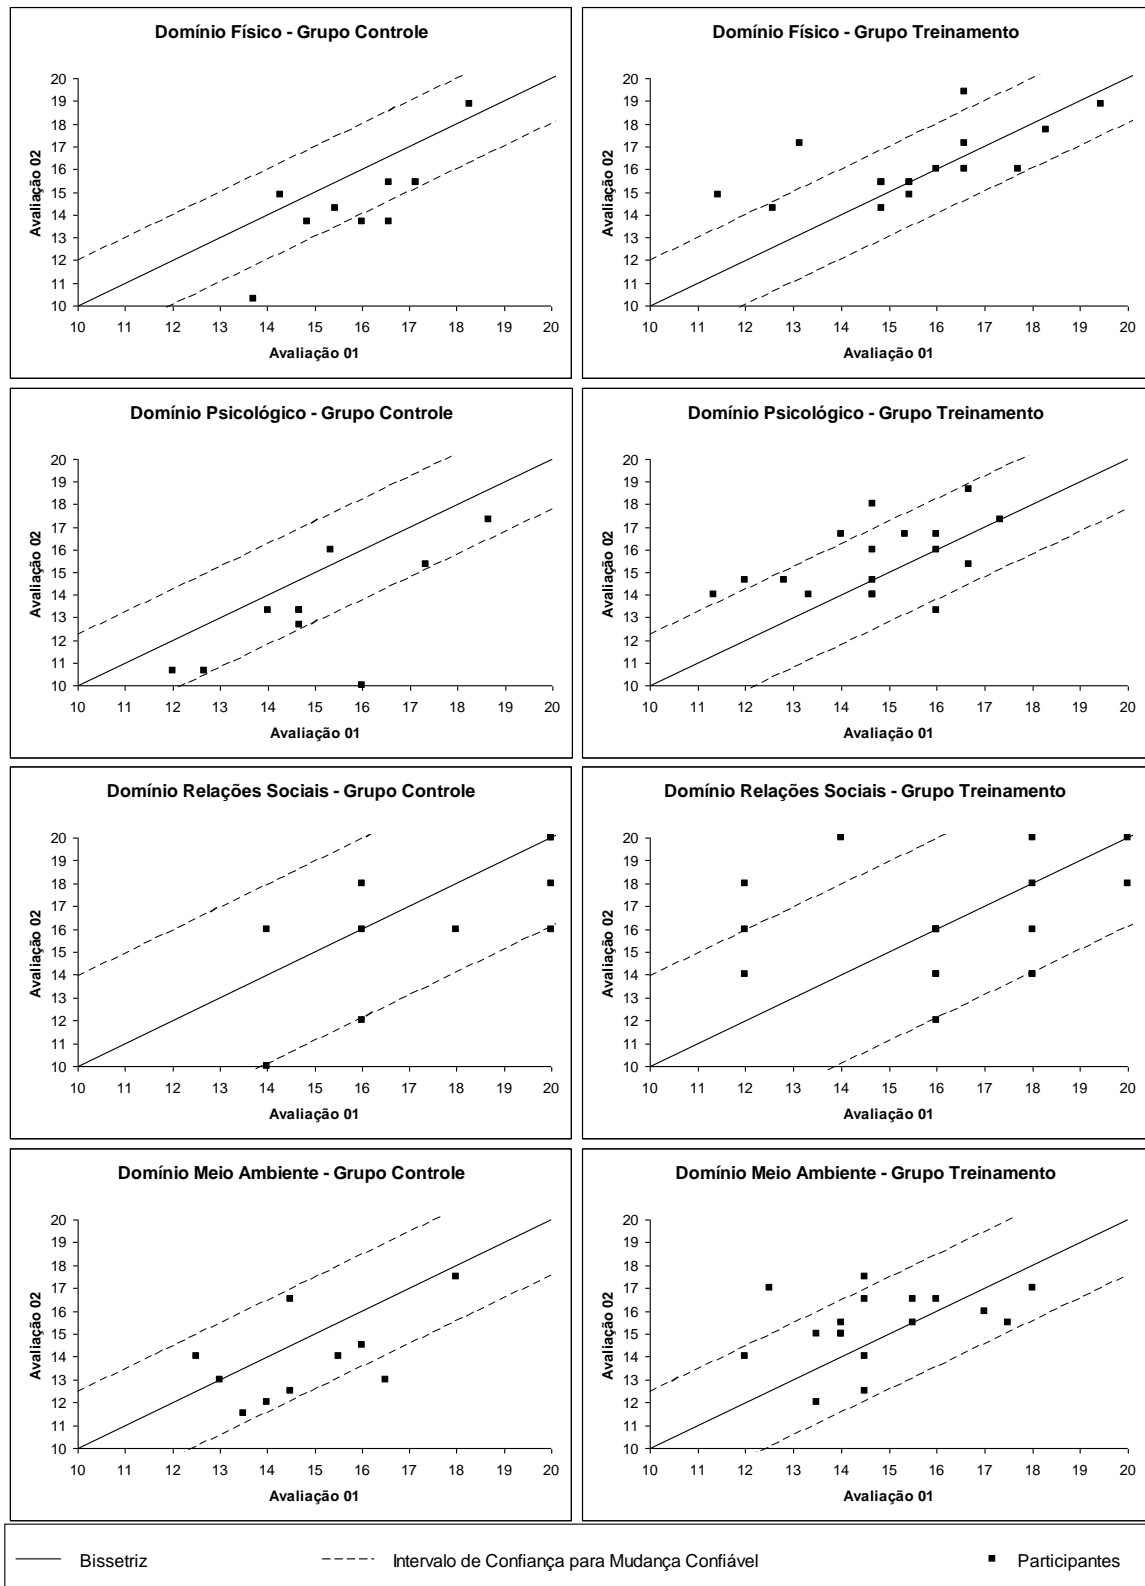 Domínio Físico - Grupo Controle
20
19
18
17
16
15
14
13
12
11
10
Avaliação 02
10 11 12 13 14 15 16 17 18 19 20
Avaliação 01
Domínio Físico - Grupo Treinamento
20
19
18
17
16
15
14
13
12
11
10
Avaliação 02
10 11 12 13 14 15 16 17 18 19 20
Avaliação 01
Domínio Psicológico - Grupo Controle
20
19
18
17
16
15
14
13
12
11
10
Avaliação 02
10 11 12 13 14 15 16 17 18 19 20
Avaliação 01
Domínio Psicológico - Grupo Treinamento
20
19
18
17
16
15
14
13
12
11
10
Avaliação 02
10 11 12 13 14 15 16 17 18 19 20
Avaliação 01
Domínio Relações Sociais - Grupo Controle
20
19
18
17
16
15
14
13
12
11
10
Avaliação 02
10 11 12 13 14 15 16 17 18 19 20
Avaliação 01
Domínio Relações Sociais - Grupo Treinamento
20
19
18
17
16
15
14
13
12
11
10
Avaliação 02
10 11 12 13 14 15 16 17 18 19 20
Avaliação 01
Domínio Meio Ambiente - Grupo Controle
20
19
18
17
16
15
14
13
12
11
10
Avaliação 02
10 11 12 13 14 15 16 17 18 19 20
Avaliação 01
Domínio Meio Ambiente - Grupo Treinamento
20
19
18
17
16
15
14
13
12
11
10
Avaliação 02
10 11 12 13 14 15 16 17 18 19 20
Avaliação 01
Bissetriz Intervalo de Confiança para Mudança Confiável Participantes